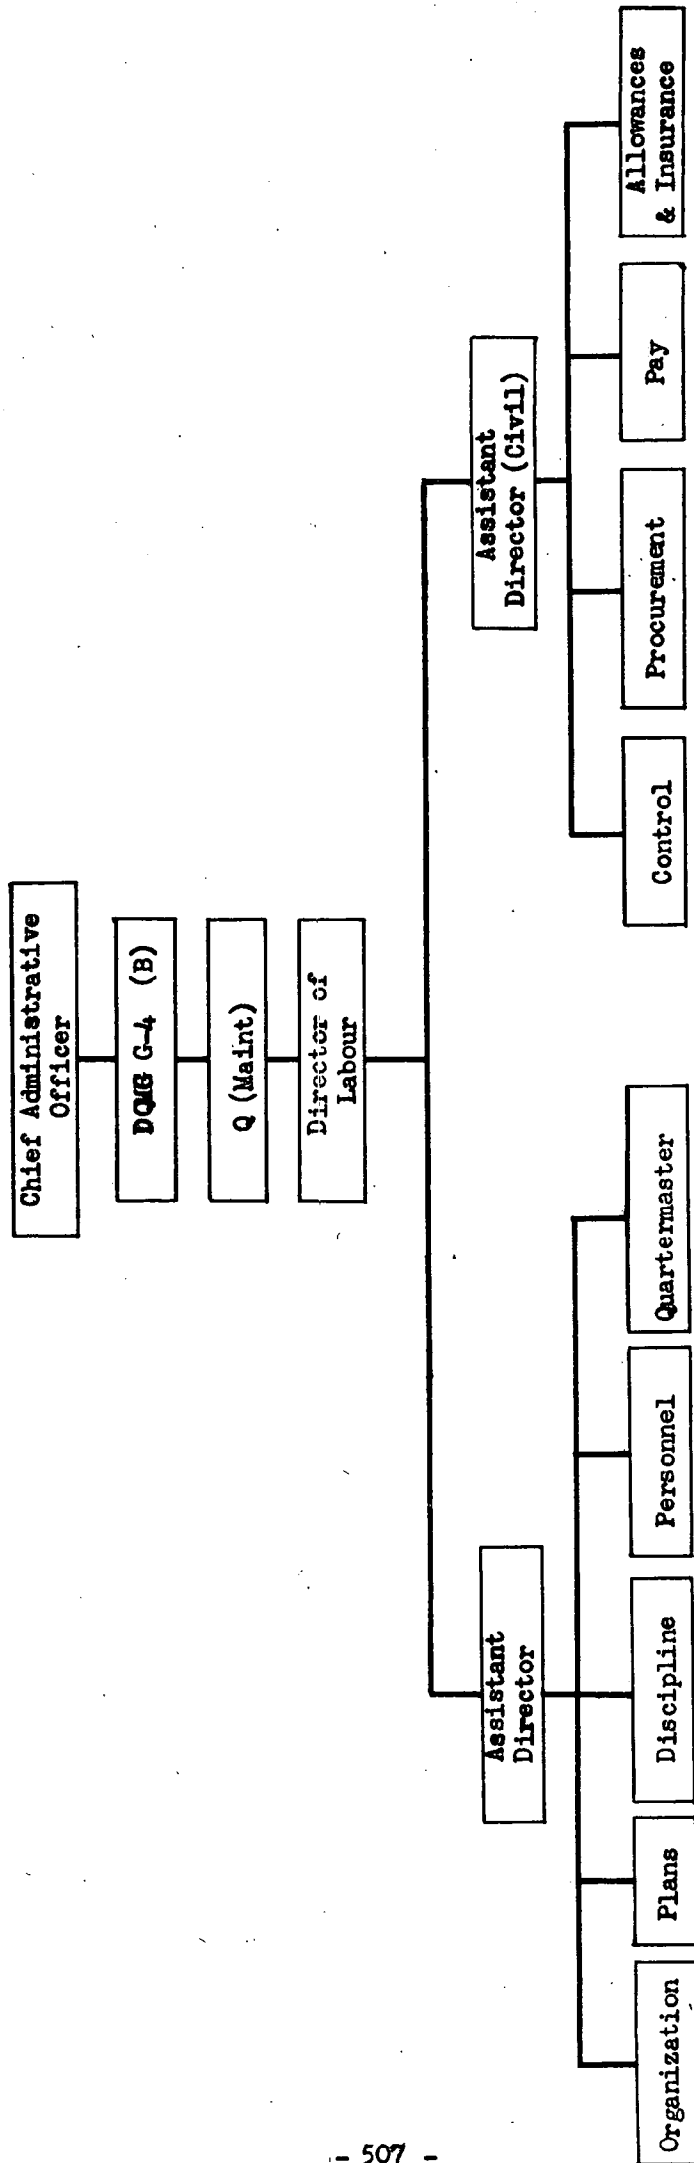 Chief Administrative
Officer
DQMG G-4 (B)
Q (Maint)
Director of
Labour
Assistant
Director
Assistant
Director (Civil)
Organization
Plans
Discipline
Personnel
Quartermaster
Control
Procurement
Pay
Allowances
& Insurance
- 507 -